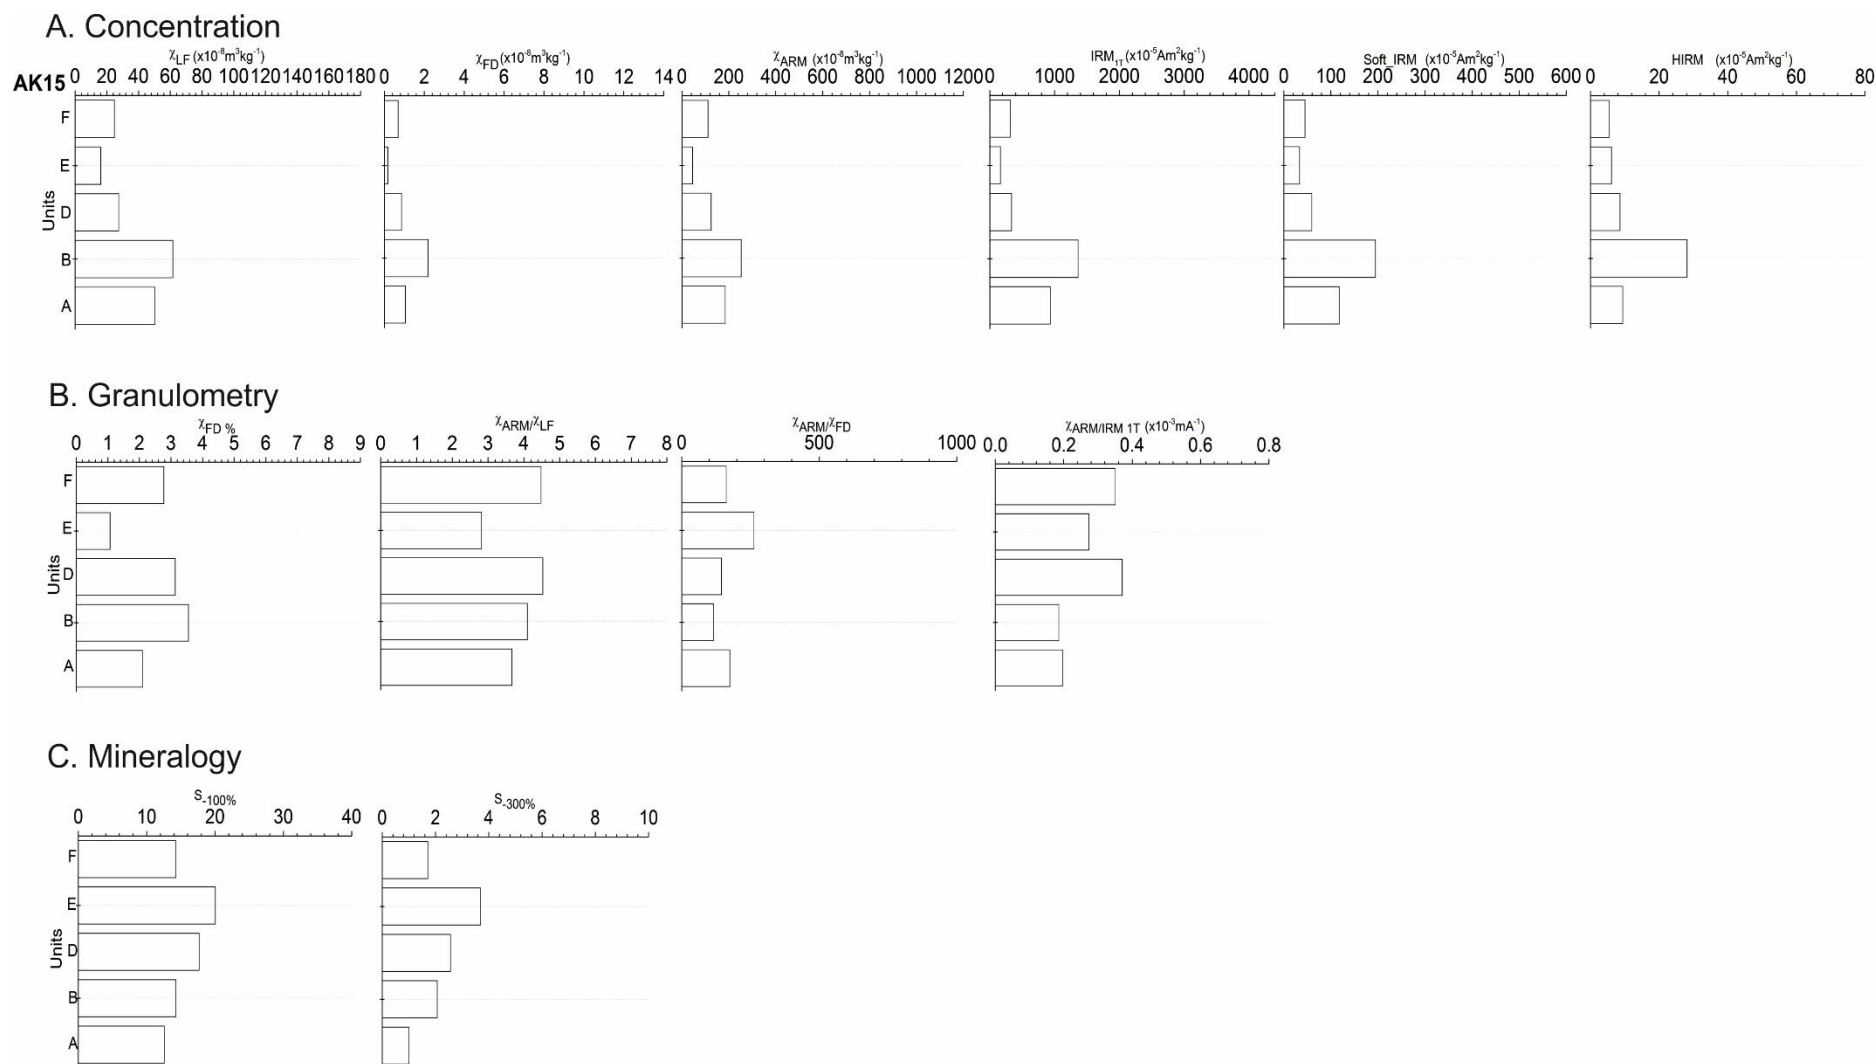 A. Concentration
χLF (x10⁻⁸m³kg⁻¹) χFD (x10⁻⁸m³kg⁻¹) χARM (x10⁻⁸m³kg⁻¹) IRM1T (x10⁻⁵Am²kg⁻¹) Soft_IRM (x10⁻⁵Am²kg⁻¹) HIRM (x10⁻⁵Am²kg⁻¹)
0 20 40 60 80 100 120 140 160 180 0 2 4 6 8 10 12 14 0 200 400 600 800 1000 12000 0 1000 2000 3000 4000 0 100 200 300 400 500 600 0 20 40 60 80
AK15
F
E
Units
D
B
A
B. Granulometry
χFD % χARM/χLF χARM/χFD χARM/IRM 1T (x10⁻³mA⁻¹)
0 1 2 3 4 5 6 7 8 9 0 1 2 3 4 5 6 7 8 0 500 1000 0.0 0.2 0.4 0.6 0.8
F
E
Units
D
B
A
C. Mineralogy
S-100% S-300%
0 10 20 30 40 0 2 4 6 8 10
F
E
Units
D
B
A